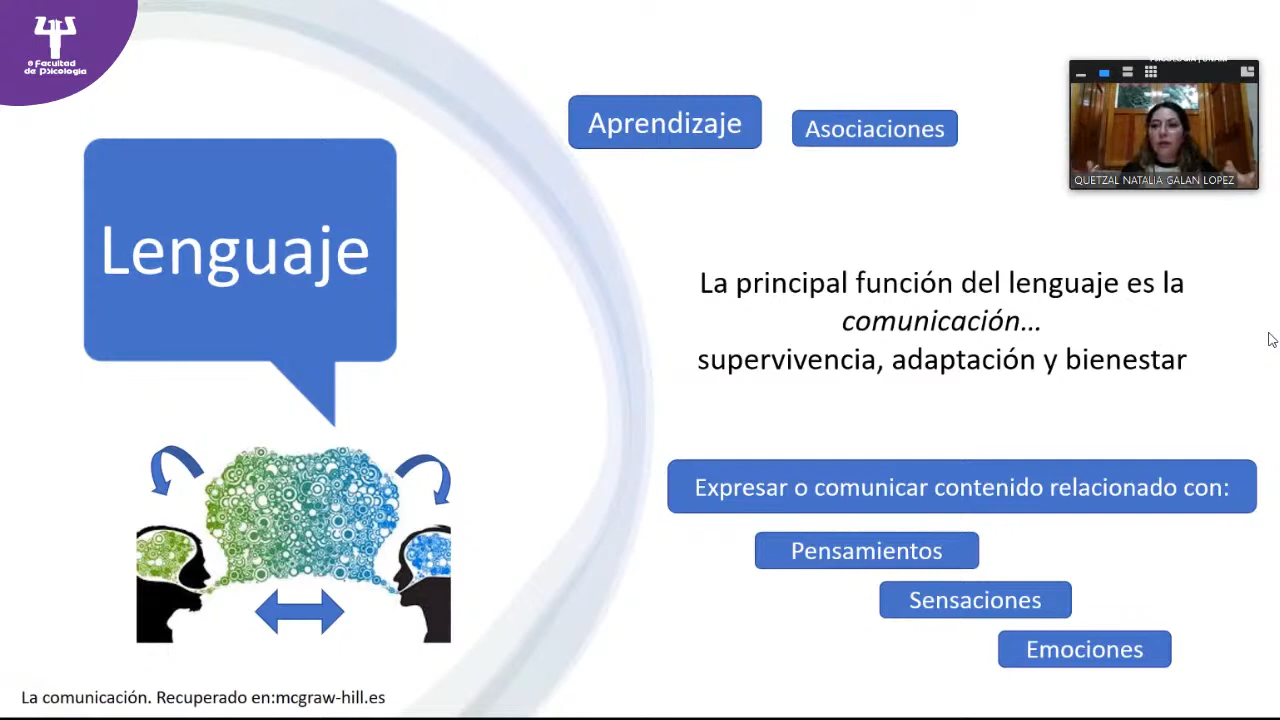 ® Facultad
de Psicología
Aprendizaje
Asociaciones
QUETZAL NATALIA GALAN LOPEZ
Lenguaje
La principal función del lenguaje es la
comunicación...
supervivencia, adaptación y bienestar
Expresar o comunicar contenido relacionado con:
Pensamientos
Sensaciones
Emociones
La comunicación. Recuperado en:mcgraw-hill.es